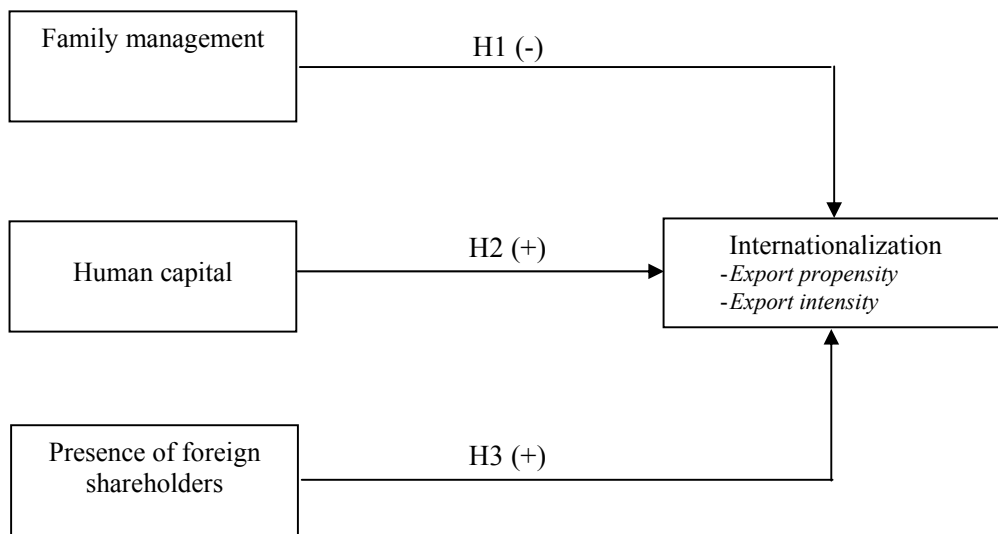 Family management
H1 (-)
Human capital
H2 (+)
Internationalization
-Export propensity
-Export intensity
Presence of foreign
shareholders
H3 (+)